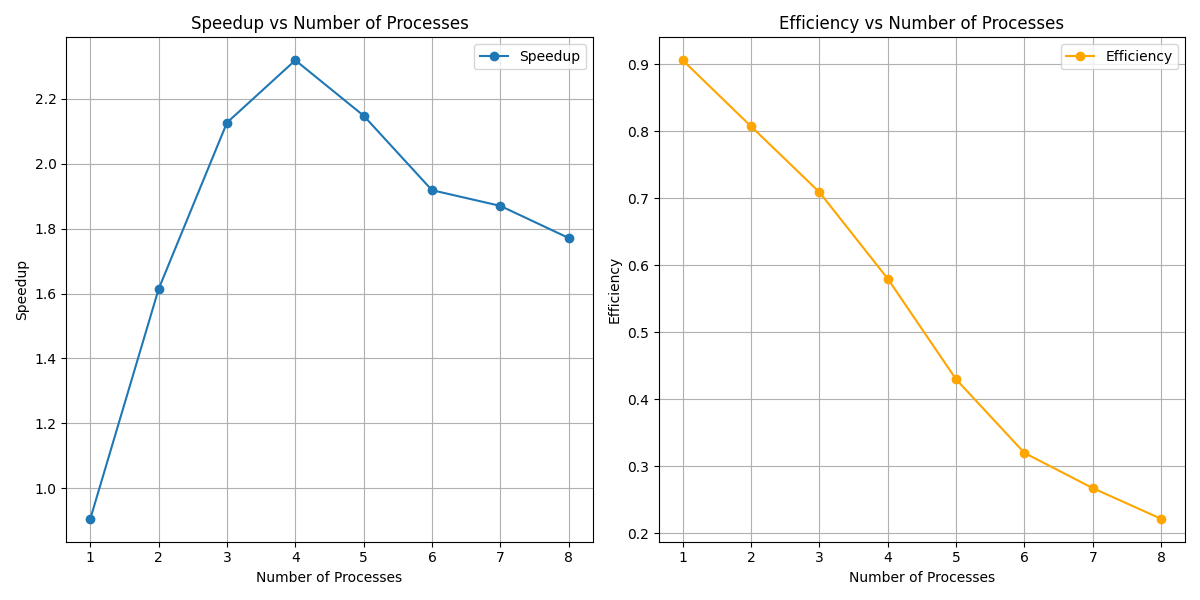 Speedup vs Number of Processes
Speedup
2.2
2.0
1.8
1.6
1.4
1.2
1.0
Speedup
1 2 3 4 5 6 7 8
Number of Processes
Efficiency vs Number of Processes
Efficiency
0.9
0.8
0.7
0.6
0.5
0.4
0.3
0.2
Efficiency
1 2 3 4 5 6 7 8
Number of Processes